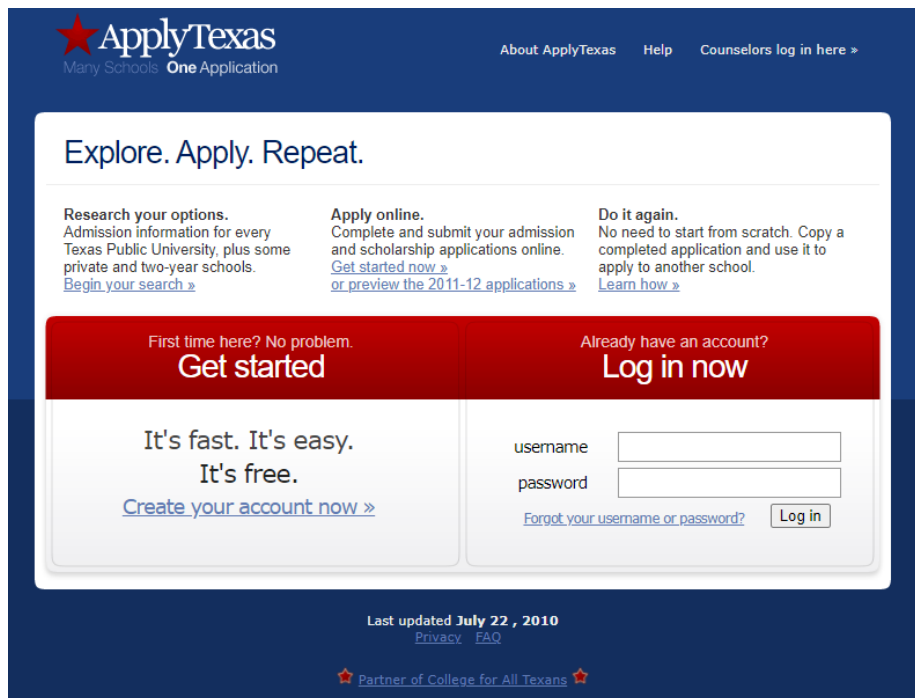 ApplyTexas
Many Schools One Application
About ApplyTexas Help Counselors log in here »
Explore. Apply. Repeat.
Research your options.
Admission information for every
Texas Public University, plus some
private and two-year schools.
Begin your search »
Apply online.
Complete and submit your admission
and scholarship applications online.
Get started now »
or preview the 2011-12 applications »
Do it again.
No need to start from scratch. Copy a
completed application and use it to
apply to another school.
Learn how »
First time here? No problem.
Get started
It's fast. It's easy.
It's free.
Create your account now »
Already have an account?
Log in now
username
password
Forgot your username or password? Log in
Last updated July 22 , 2010
Privacy FAQ
Partner of College for All Texans